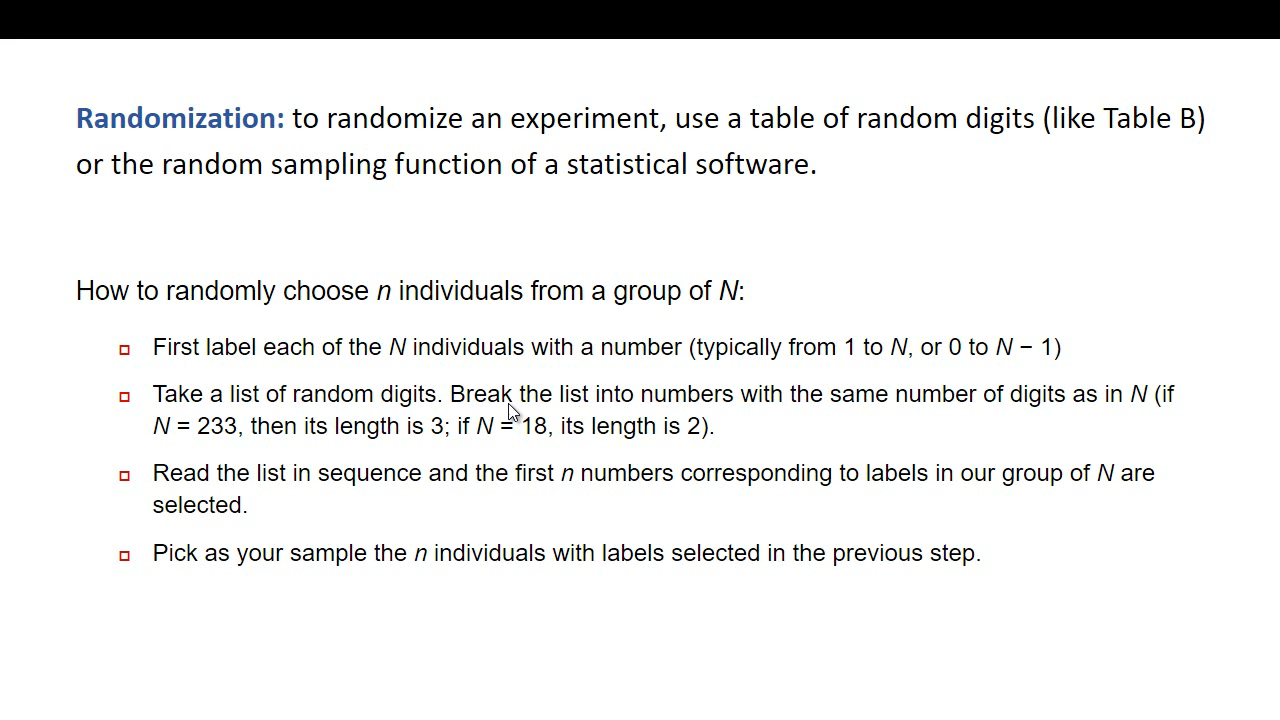 Randomization: to randomize an experiment, use a table of random digits (like Table B)
or the random sampling function of a statistical software.
How to randomly choose n individuals from a group of N:
First label each of the N individuals with a number (typically from 1 to N, or 0 to N − 1)
Take a list of random digits. Break the list into numbers with the same number of digits as in N (if
N = 233, then its length is 3; if N = 18, its length is 2).
Read the list in sequence and the first n numbers corresponding to labels in our group of N are
selected.
Pick as your sample the n individuals with labels selected in the previous step.